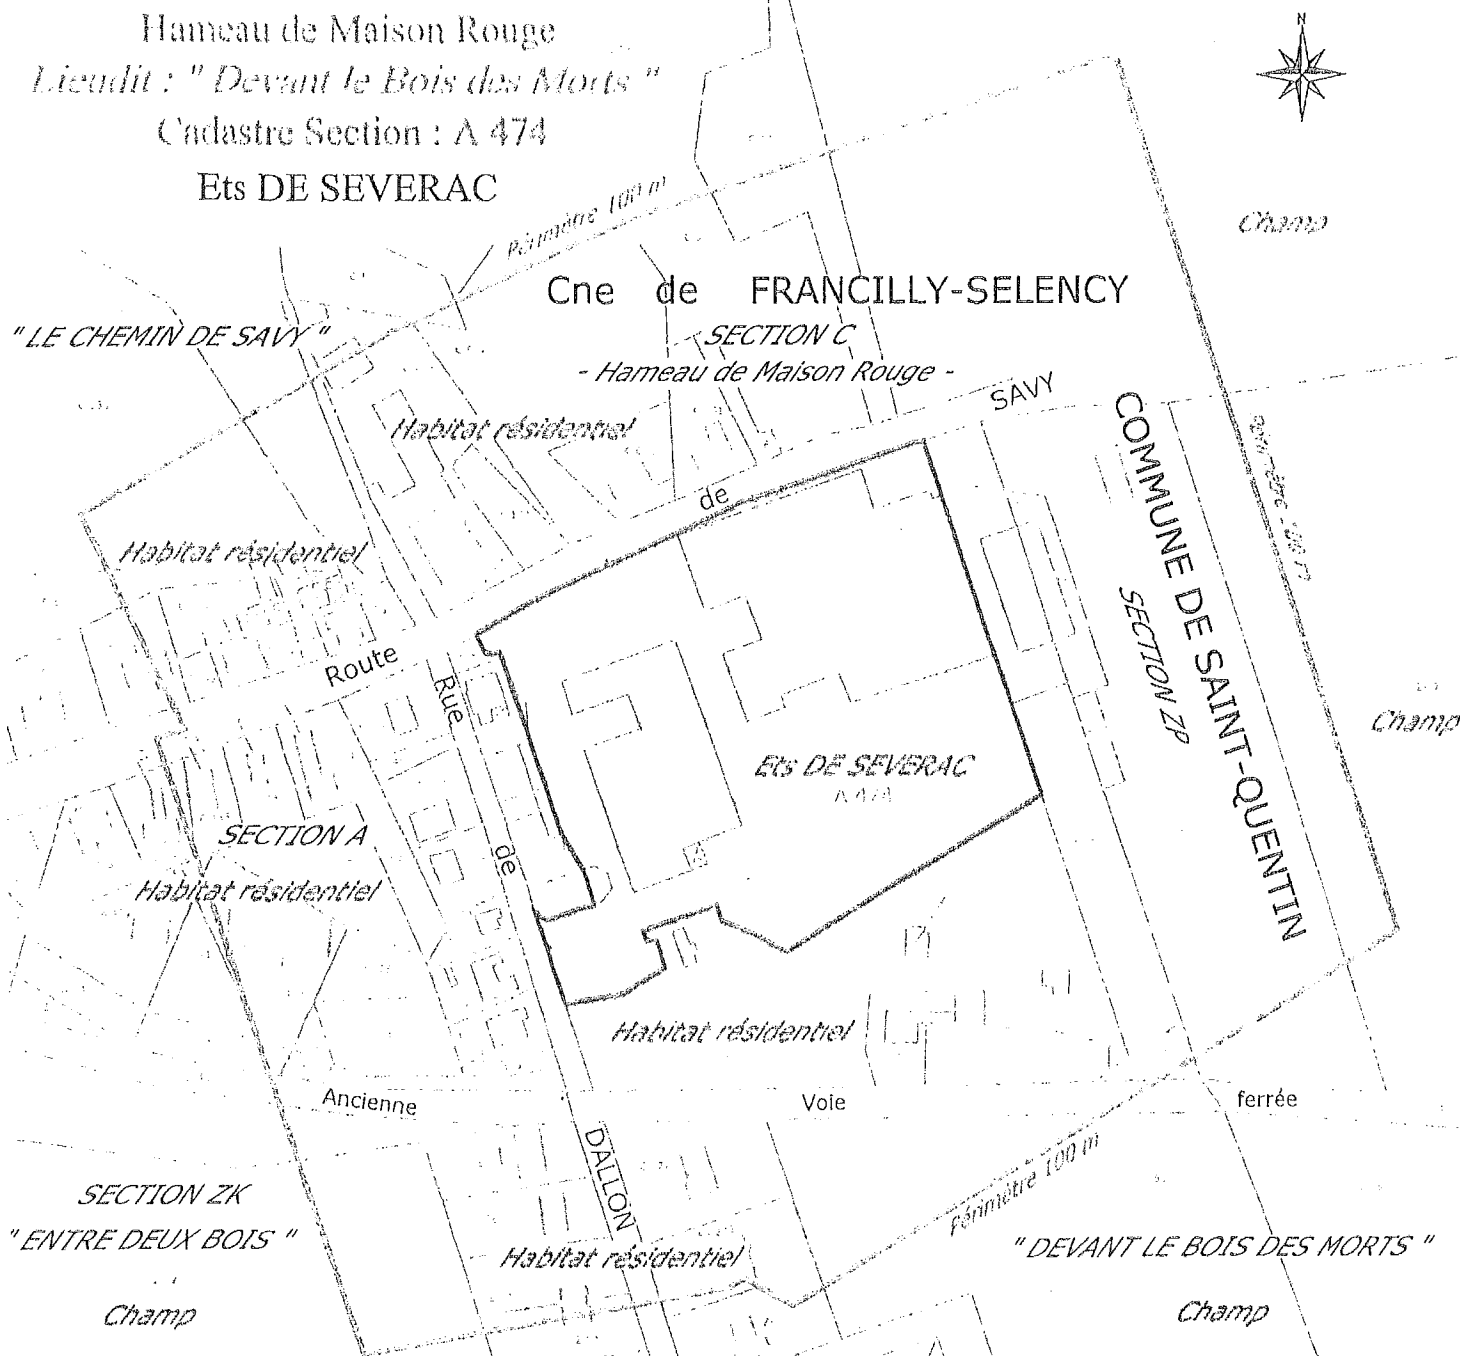 Hameau de Maison Rouge
Lieudit : " Devant le Bois des Morts "
Cadastre Section : A 474
Ets DE SEVERAC
N
Périmètre 100 m
Champ
Cne de FRANCILLY-SELENCY
" LE CHEMIN DE SAVY "
SECTION C
- Hameau de Maison Rouge -
SAVY
Habitat résidentiel
de
COMMUNE DE SAINT-QUENTIN
Habitat résidentiel
SECTION ZP
Route
Rue
Champ
Ets DE SEVERAC
A 474
SECTION A
de
Habitat résidentiel
Habitat résidentiel
Ancienne
Voie
ferrée
DALLON
Périmètre 100 m
SECTION ZK
" ENTRE DEUX BOIS "
Habitat résidentiel
" DEVANT LE BOIS DES MORTS "
Champ
Champ